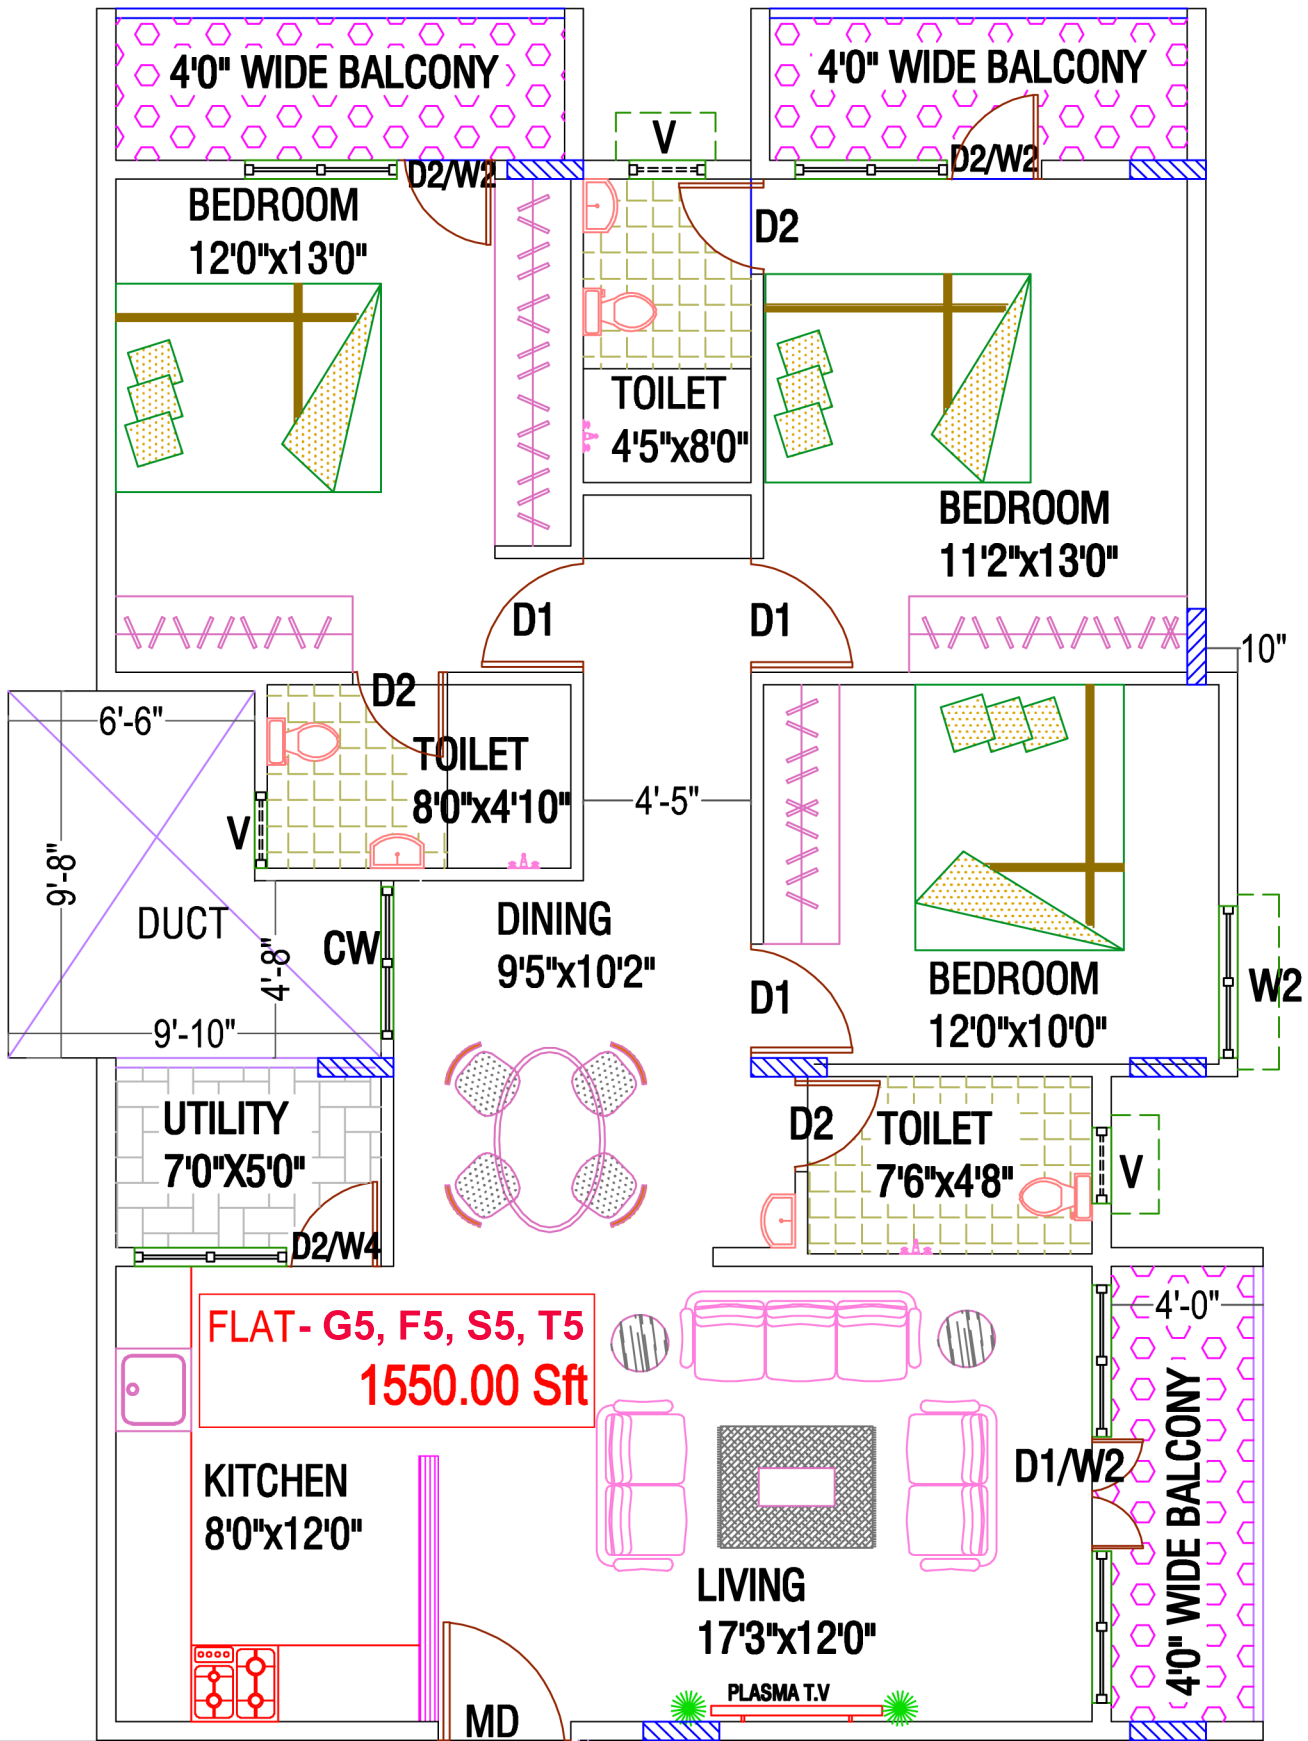 4'0" WIDE BALCONY
4'0" WIDE BALCONY
V
D2/W2
D2/W2
BEDROOM
12'0"x13'0"
D2
TOILET
4'5"x8'0"
BEDROOM
11'2"x13'0"
D1
D1
10"
D2
6'-6"
TOILET
8'0"x4'10"
4'-5"
V
9'-8"
DUCT
CW
4'-8"
DINING
9'5"x10'2"
D1
BEDROOM
12'0"x10'0"
W2
9'-10"
UTILITY
7'0"X5'0"
D2
TOILET
7'6"x4'8"
V
D2/W4
4'-0"
FLAT- G5, F5, S5, T5
1550.00 Sft
D1/W2
4'0" WIDE BALCONY
KITCHEN
8'0"x12'0"
LIVING
17'3"x12'0"
PLASMA T.V
MD